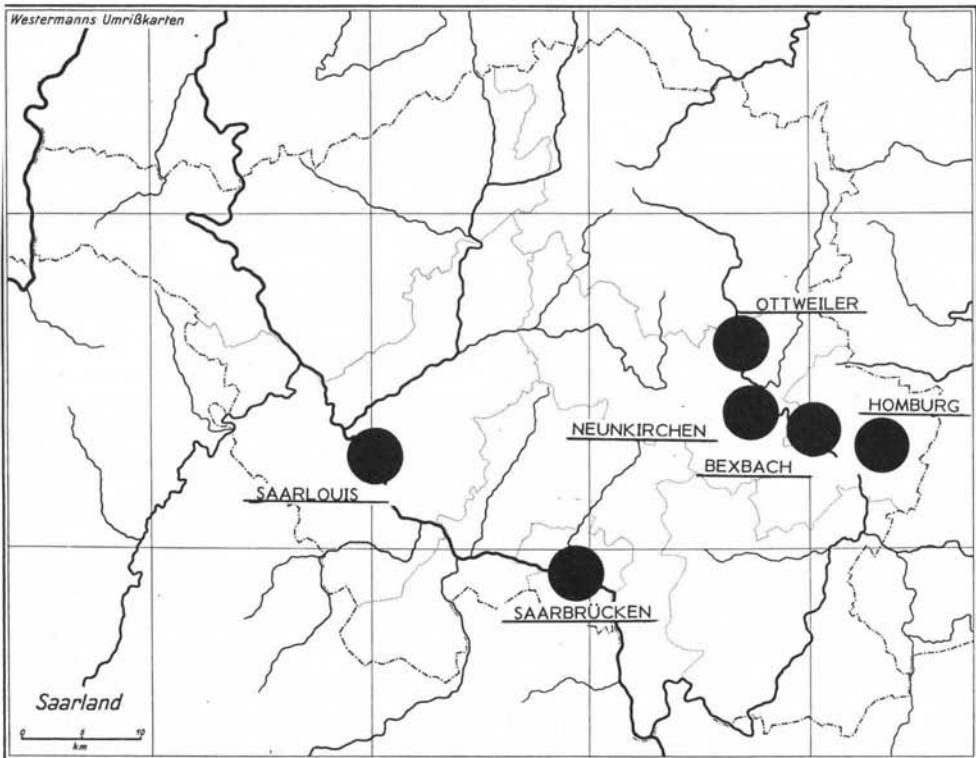 Westermanns Umrißkarten
OTTWEILER
HOMBURG
NEUNKIRCHEN
BEXBACH
SAARLOUIS
SAARBRÜCKEN
Saarland
0 5 10
km